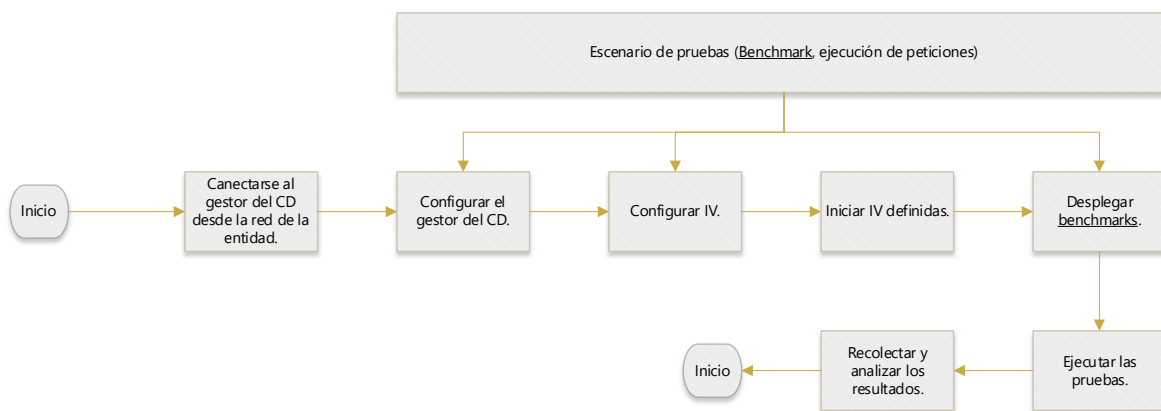 Escenario de pruebas (Benchmark, ejecución de peticiones)
Inicio
Canectarse al
gestor del CD
desde la red de la
entidad.
Configurar el
gestor del CD.
Configurar IV.
Iniciar IV definidas.
Desplegar
benchmarks.
Inicio
Recolectar y
analizar los
resultados.
Ejecutar las
pruebas.